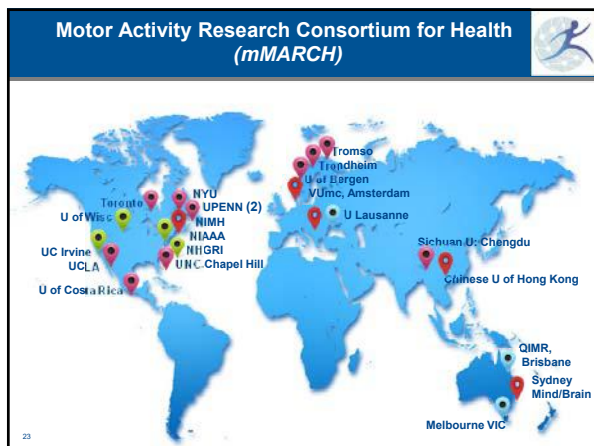 Motor Activity Research Consortium for Health
(mMARCH)
Tromso
Trondheim
U of Bergen
VUmc, Amsterdam
U Lausanne
NYU
UPENN (2)
Toronto
NIMH
U of Wisc
NIAAA
NHGRI
UNC-Chapel Hill
UC Irvine
UCLA
U of Costa Rica
Sichuan U: Chengdu
Chinese U of Hong Kong
QIMR,
Brisbane
Sydney
Mind/Brain
Melbourne VIC
23